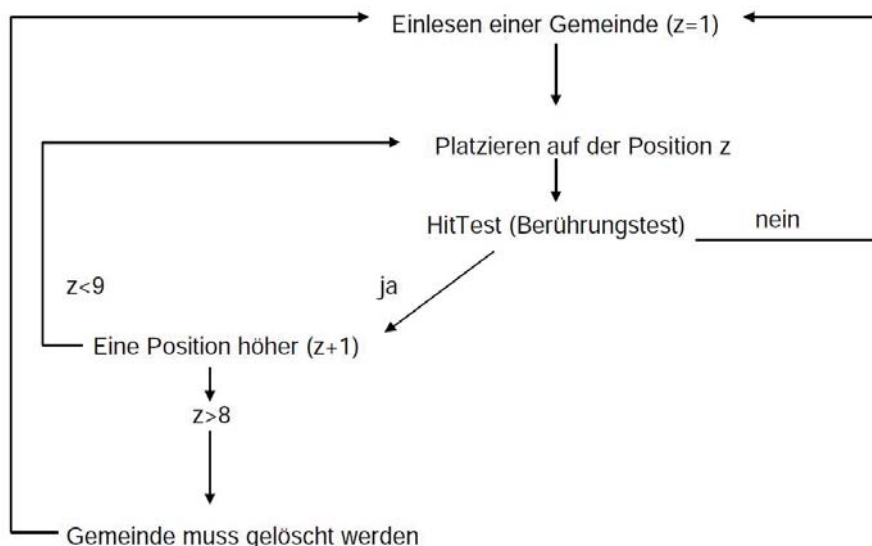 Einlesen einer Gemeinde (z=1)
Platzieren auf der Position z
HitTest (Berührungstest)
nein
z<9
ja
Eine Position höher (z+1)
z>8
Gemeinde muss gelöscht werden